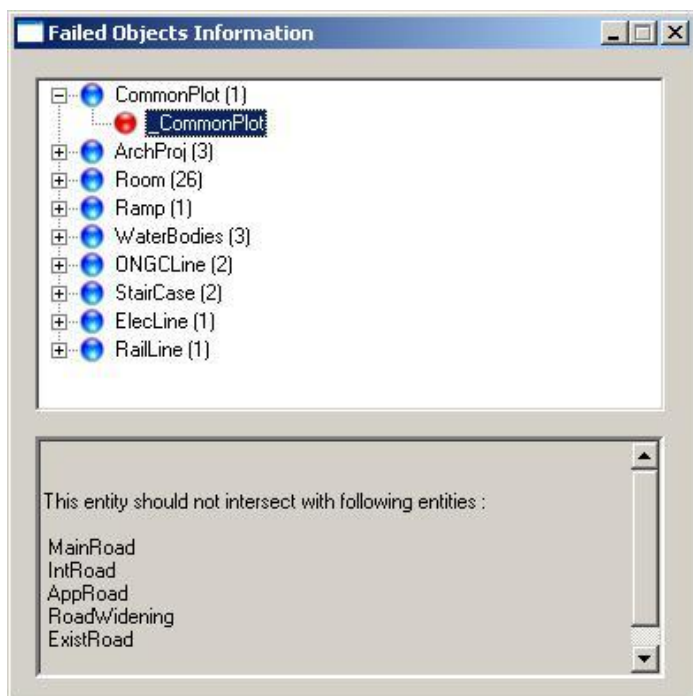 Failed Objects Information
CommonPlot (1)
_CommonPlot
ArchProj (3)
Room (26)
Ramp (1)
WaterBodies (3)
ONGCLine (2)
StairCase (2)
ElecLine (1)
RailLine (1)
This entity should not intersect with following entities :
MainRoad
IntRoad
AppRoad
RoadWidening
ExistRoad